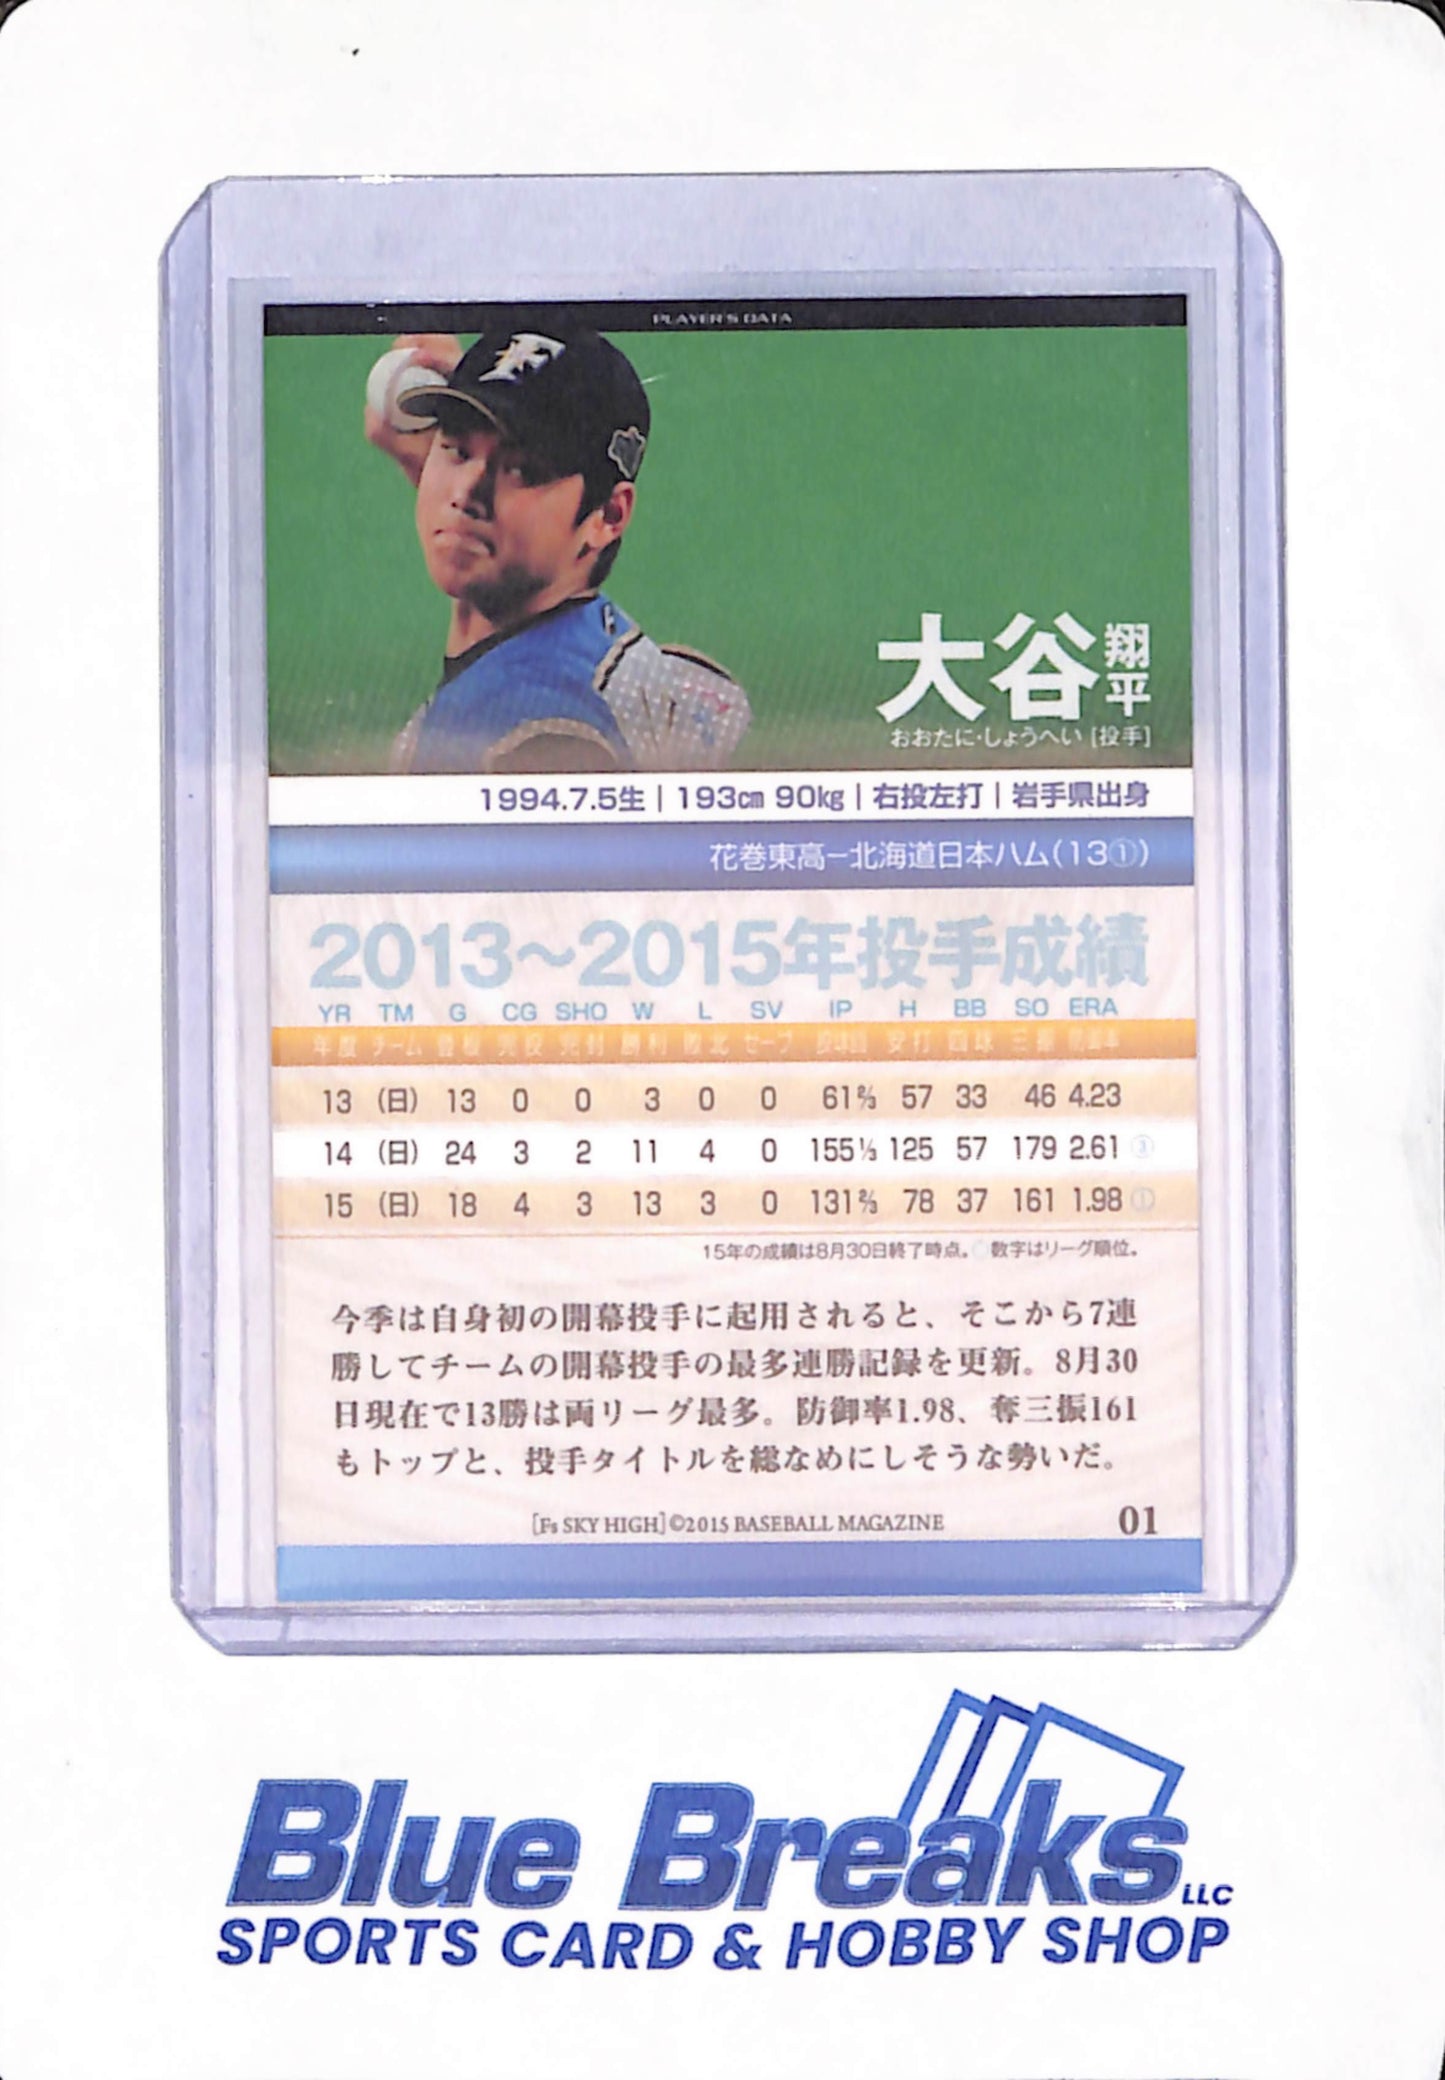 PLAYER'S DATA
大谷翔平
おおたに・しょうへい [投手]
1994.7.5生 | 193㎝ 90㎏ | 右投左打 | 岩手県出身
花巻東高－北海道日本ハム(13①)
2013～2015年投手成績
YR TM G CG SHO W L SV IP H BB SO ERA
年度 チーム 登板 完投 完封 勝利 敗北 セーブ 投球回 安打 四球 三振 防御率
13 (日) 13 0 0 3 0 0 61⅔ 57 33 46 4.23
14 (日) 24 3 2 11 4 0 155⅓ 125 57 179 2.61 ③
15 (日) 18 4 3 13 3 0 131⅔ 78 37 161 1.98 ①
15年の成績は8月30日終了時点。○数字はリーグ順位。
今季は自身初の開幕投手に起用されると、そこから7連
勝してチームの開幕投手の最多連勝記録を更新。8月30
日現在で13勝は両リーグ最多。防御率1.98、奪三振161
もトップと、投手タイトルを総なめにしそうな勢いだ。
[Fs SKY HIGH]©2015 BASEBALL MAGAZINE 01
Blue Breaks LLC
SPORTS CARD & HOBBY SHOP